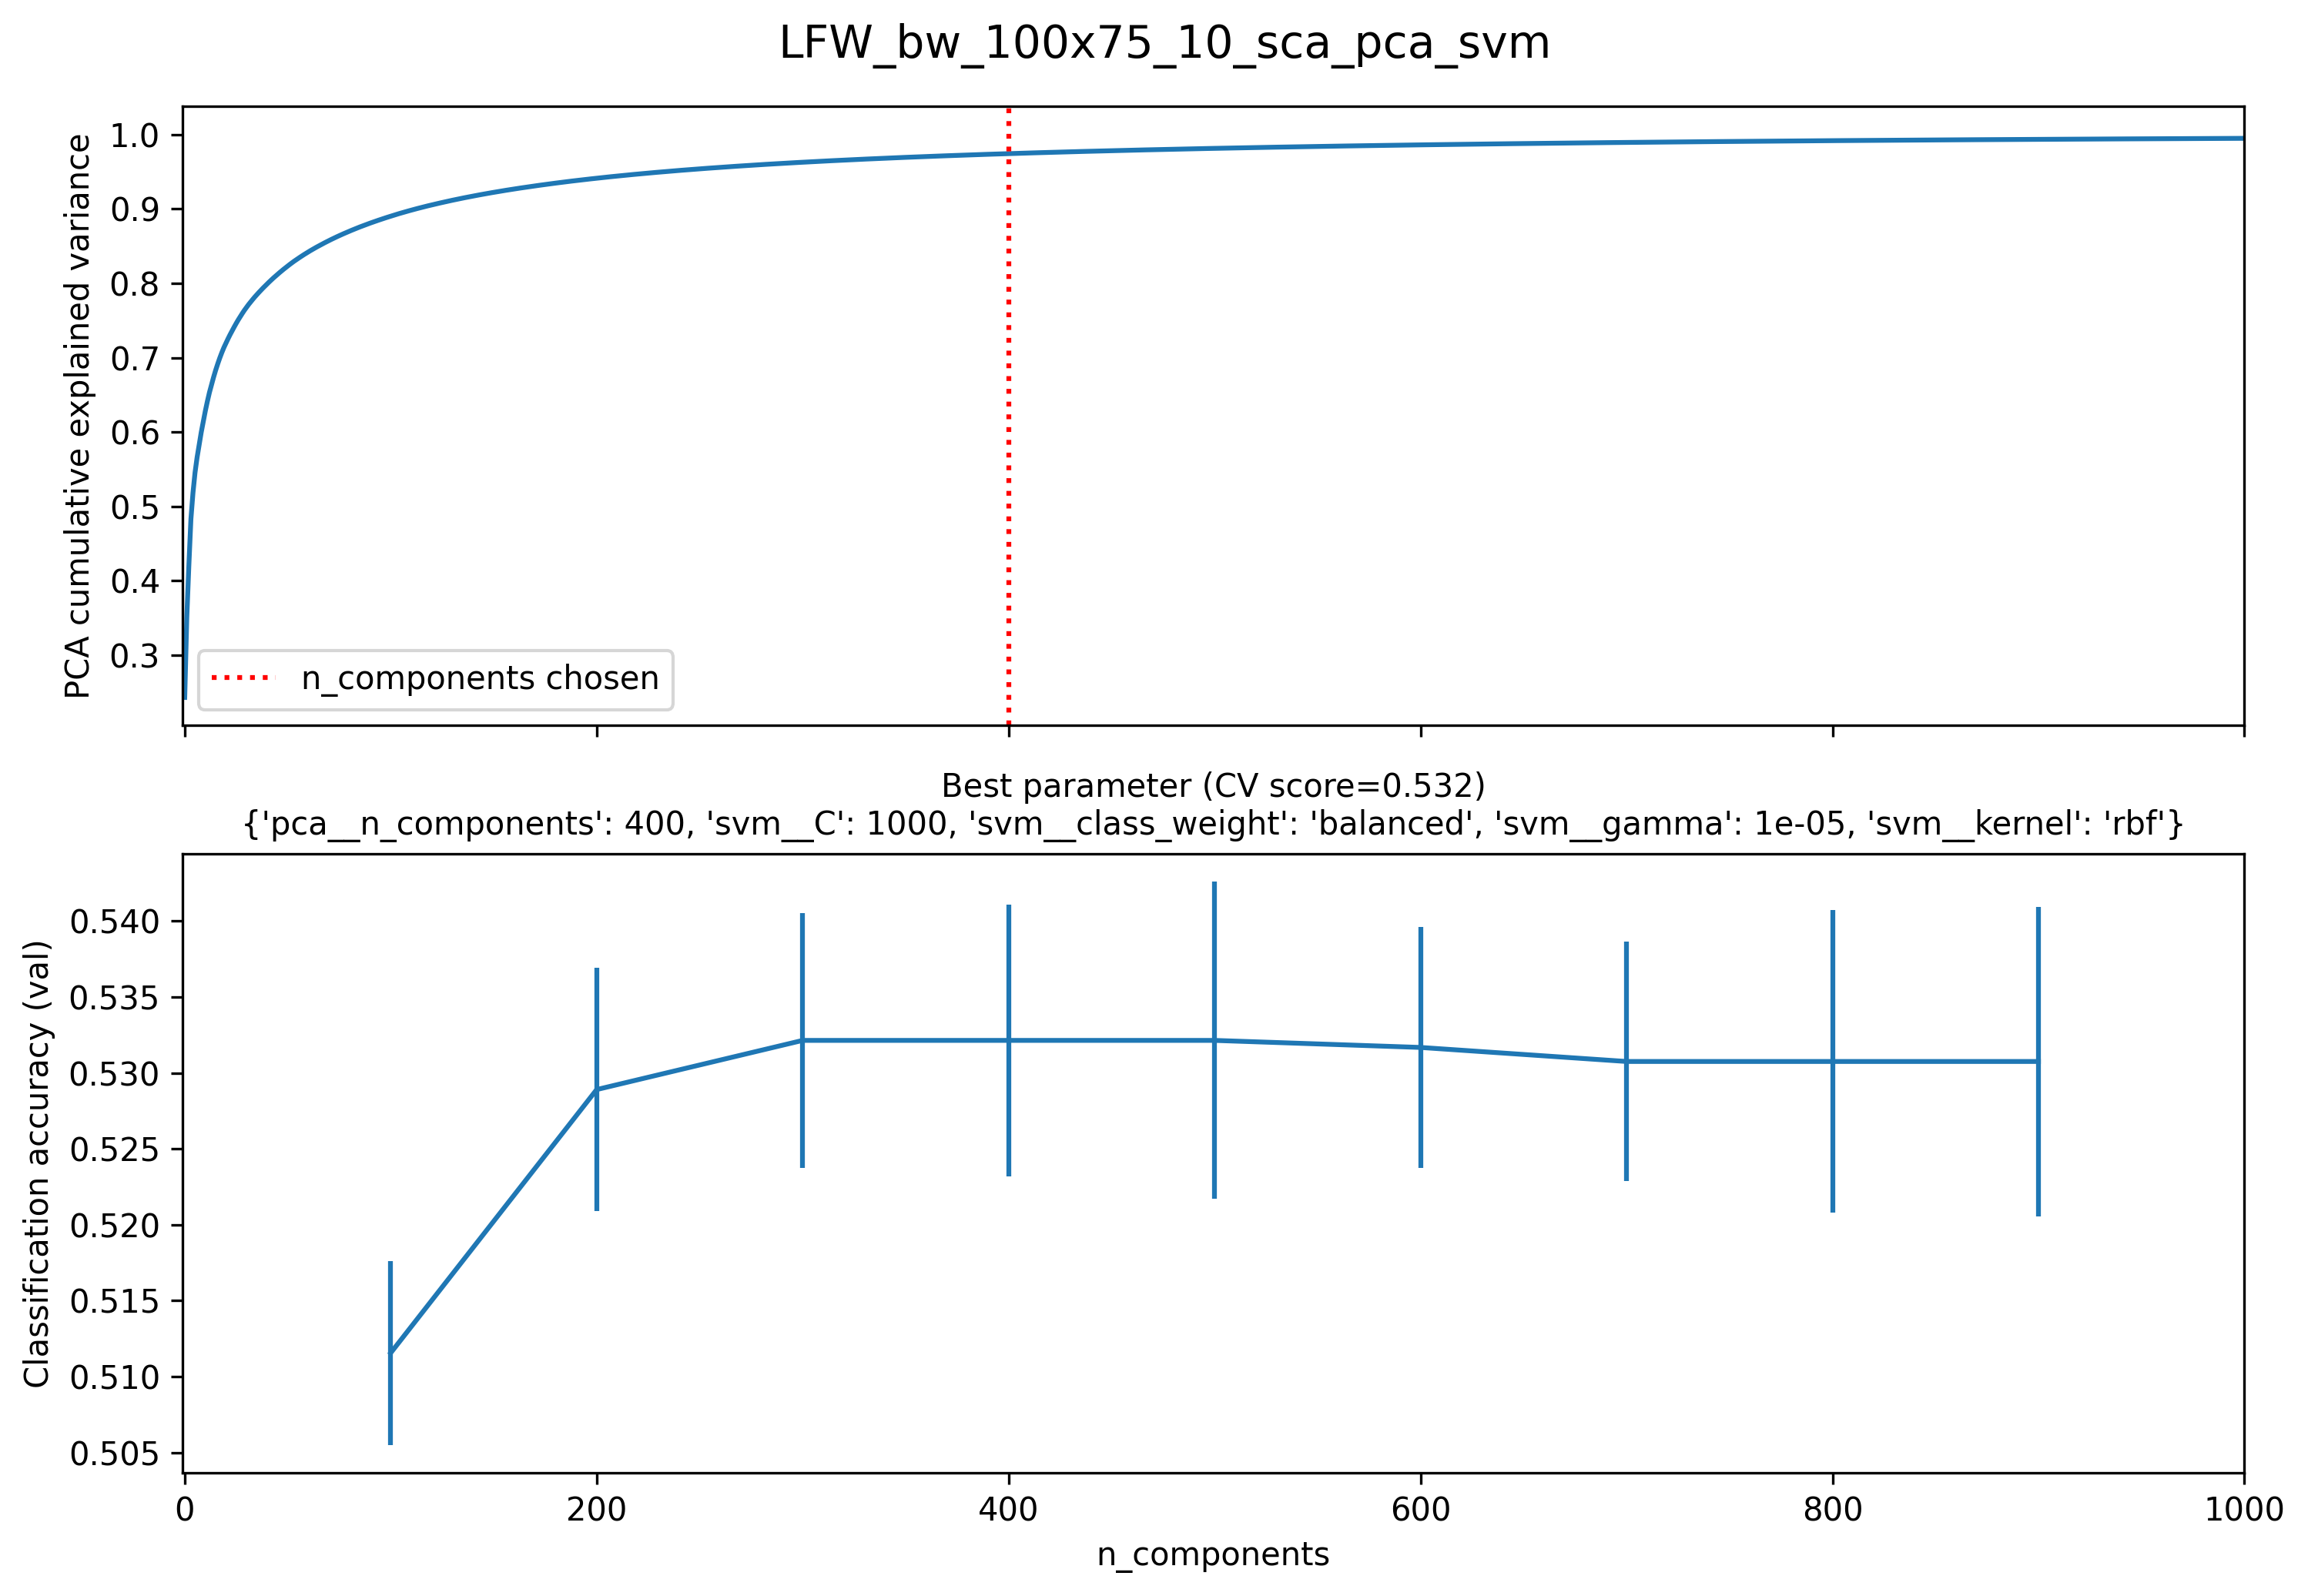 LFW_bw_100x75_10_sca_pca_svm
PCA cumulative explained variance
1.0
0.9
0.8
0.7
0.6
0.5
0.4
0.3
n_components chosen
Best parameter (CV score=0.532)
{'pca__n_components': 400, 'svm__C': 1000, 'svm__class_weight': 'balanced', 'svm__gamma': 1e-05, 'svm__kernel': 'rbf'}
Classification accuracy (val)
0.540
0.535
0.530
0.525
0.520
0.515
0.510
0.505
0 200 400 600 800 1000
n_components